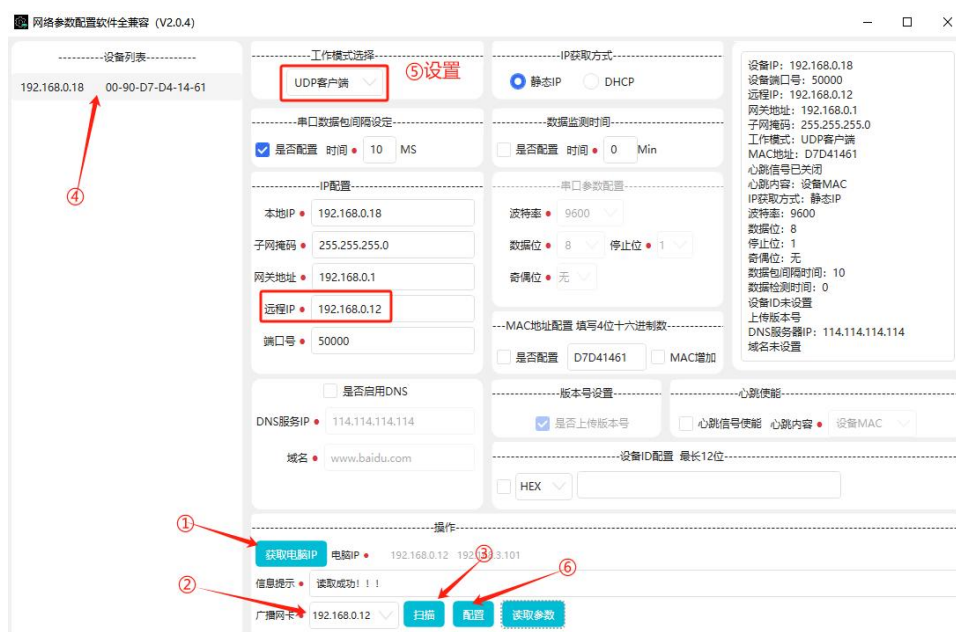 网络参数配置软件全兼容（V2.0.4）
----------设备列表----------
192.168.0.18 00-90-D7-D4-14-61
④
----------工作模式选择----------
UDP客户端
⑤设置
----------IP获取方式----------
静态IP DHCP
----------串口数据包间隔设定----------
是否配置 时间 10 MS
----------数据监测时间----------
是否配置 时间 0 Min
----------IP配置----------
本地IP 192.168.0.18
子网掩码 255.255.255.0
网关地址 192.168.0.1
远程IP 192.168.0.12
端口号 50000
----------串口参数配置----------
波特率 9600
数据位 8 停止位 1
奇偶位 无
---MAC地址配置 填写4位十六进制数----------
是否配置 D7D41461 MAC增加
设备IP: 192.168.0.18
设备端口号: 50000
远程IP: 192.168.0.12
网关地址: 192.168.0.1
子网掩码: 255.255.255.0
工作模式: UDP客户端
MAC地址: D7D41461
心跳信号已关闭
心跳内容: 设备MAC
IP获取方式: 静态IP
波特率: 9600
数据位: 8
停止位: 1
奇偶位: 无
数据包间隔时间: 10
数据检测时间: 0
设备ID未设置
上传版本号
DNS服务器IP: 114.114.114.114
域名未设置
是否启用DNS
DNS服务IP 114.114.114.114
域名 www.baidu.com
----------版本号设置----------
是否上传版本号
----------心跳使能----------
心跳信号使能 心跳内容 设备MAC
----------设备ID配置 最长12位----------
HEX
----------操作----------
①
获取电脑IP 电脑IP 192.168.0.12 192.168.3.101
③
⑥
信息提示 读取成功！！！
②
广播网卡 192.168.0.12 扫描 配置 读取参数